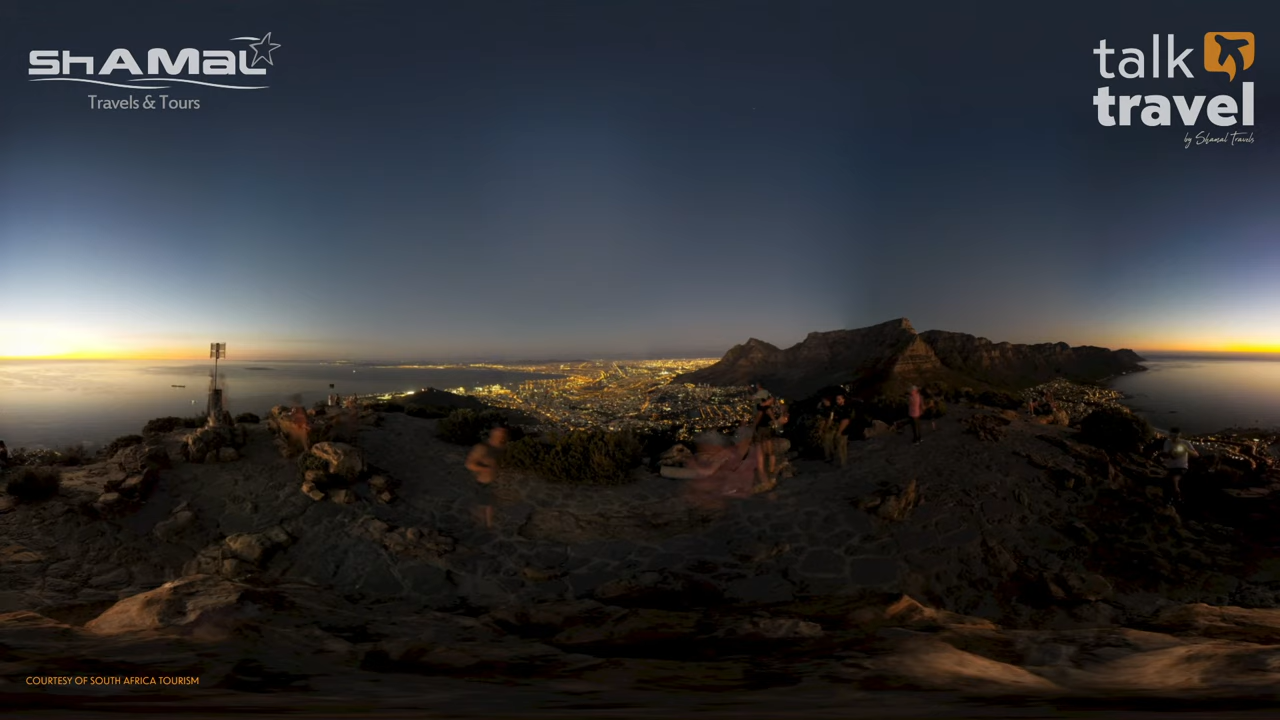 SHAMAL
Travels & Tours
talk
travel
by Shamal Travels
COURTESY OF SOUTH AFRICA TOURISM